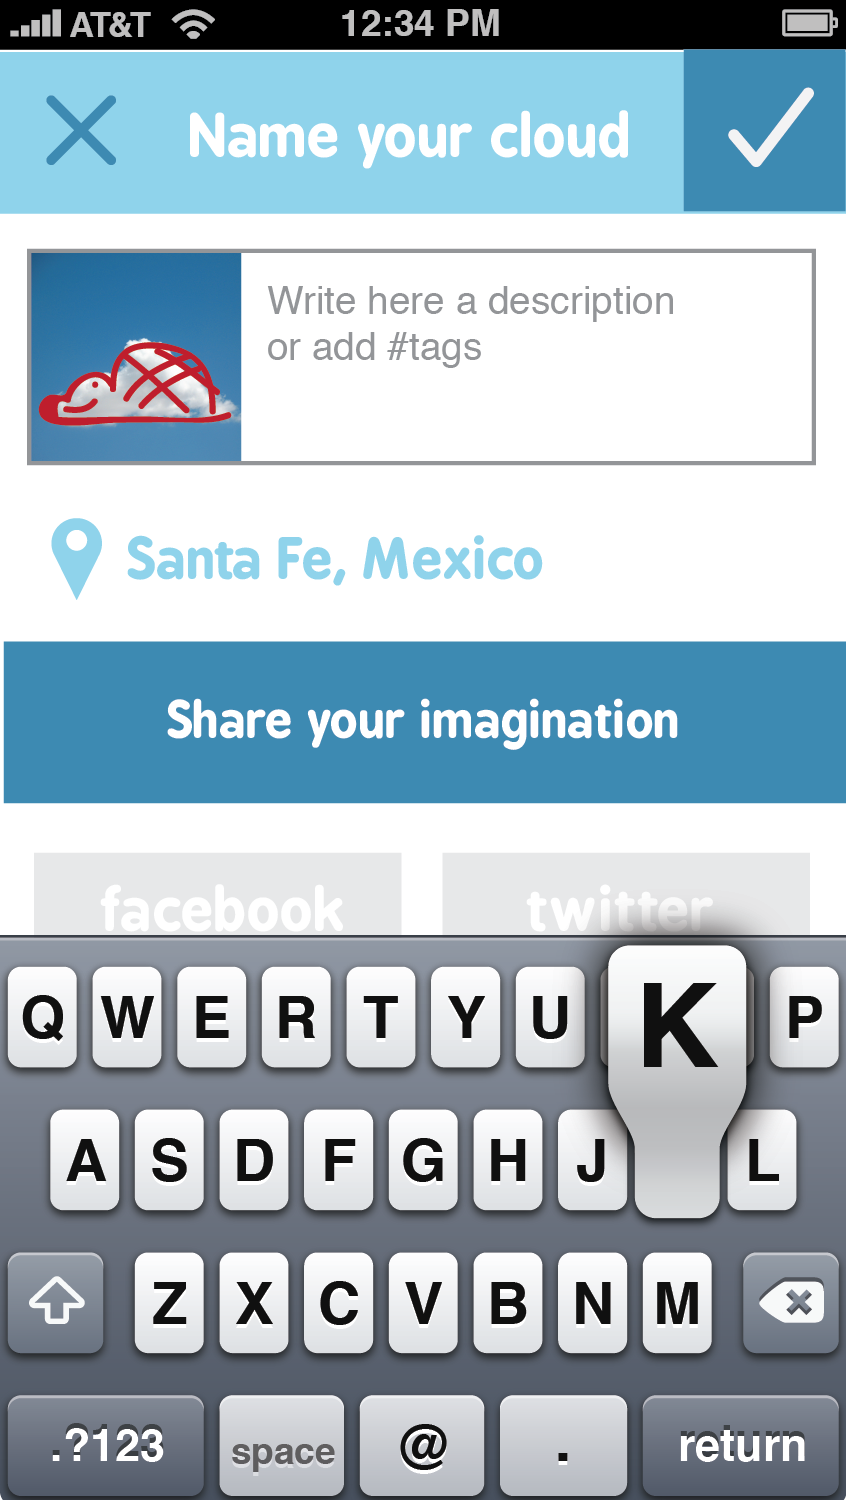 AT&T 12:34 PM
Name your cloud
Write here a description
or add #tags
Santa Fe, Mexico
Share your imagination
facebook twitter
Q W E R T Y U P
K
A S D F G H J L
Z X C V B N M
.?123 space @ . return